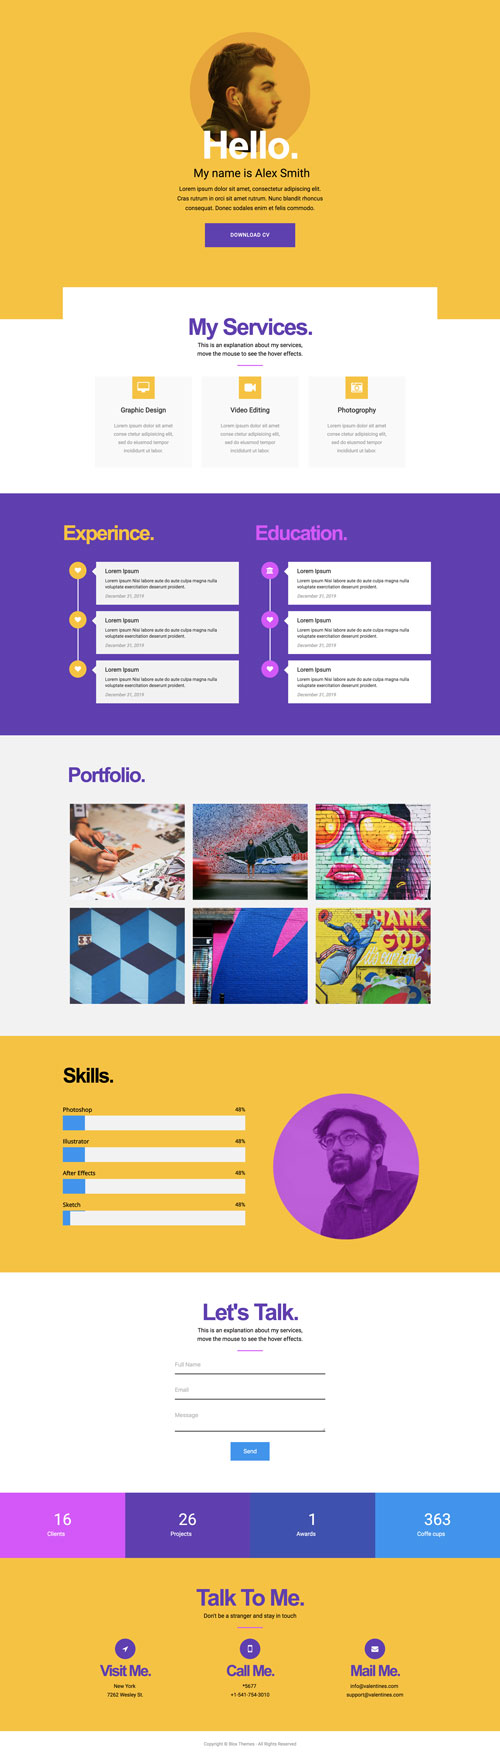 Hello.
My name is Alex Smith
Lorem ipsum dolor sit amet, consectetur adipiscing elit.
Cras rutrum in orci sit amet rutrum. Nunc blandit rhoncus
consequat. Donec sodales enim et felis commodo.
DOWNLOAD CV
My Services.
This is an explanation about my services,
move the mouse to see the hover effects.
Graphic Design
Lorem ipsum dolor sit amet
conse ctetur adipisicing elit,
sed do eiusmod tempor
incididunt ut labor.
Video Editing
Lorem ipsum dolor sit amet
conse ctetur adipisicing elit,
sed do eiusmod tempor
incididunt ut labor.
Photography
Lorem ipsum dolor sit amet
conse ctetur adipisicing elit,
sed do eiusmod tempor
incididunt ut labor.
Experince.
Lorem Ipsum
Lorem ipsum Nisi labore aute do aute culpa magna nulla
voluptate exercitation deserunt proident.
December 31, 2019
Lorem Ipsum
Lorem ipsum Nisi labore aute do aute culpa magna nulla
voluptate exercitation deserunt proident.
December 31, 2019
Lorem Ipsum
Lorem ipsum Nisi labore aute do aute culpa magna nulla
voluptate exercitation deserunt proident.
December 31, 2019
Education.
Lorem Ipsum
Lorem ipsum Nisi labore aute do aute culpa magna nulla
voluptate exercitation deserunt proident.
December 31, 2019
Lorem Ipsum
Lorem ipsum Nisi labore aute do aute culpa magna nulla
voluptate exercitation deserunt proident.
December 31, 2019
Lorem Ipsum
Lorem ipsum Nisi labore aute do aute culpa magna nulla
voluptate exercitation deserunt proident.
December 31, 2019
Portfolio.
THANK
GOD
Skills.
Photoshop 48%
Illustrator 48%
After Effects 48%
Sketch 48%
Let's Talk.
This is an explanation about my services,
move the mouse to see the hover effects.
Full Name
Email
Message
Send
16
Clients
26
Projects
1
Awards
363
Coffe cups
Talk To Me.
Don't be a stranger and stay in touch
Visit Me.
New York
7262 Wesley St.
Call Me.
*5677
+1-541-754-3010
Mail Me.
info@valentines.com
support@valentines.com
Copyright © Blox Themes - All Rights Reserved